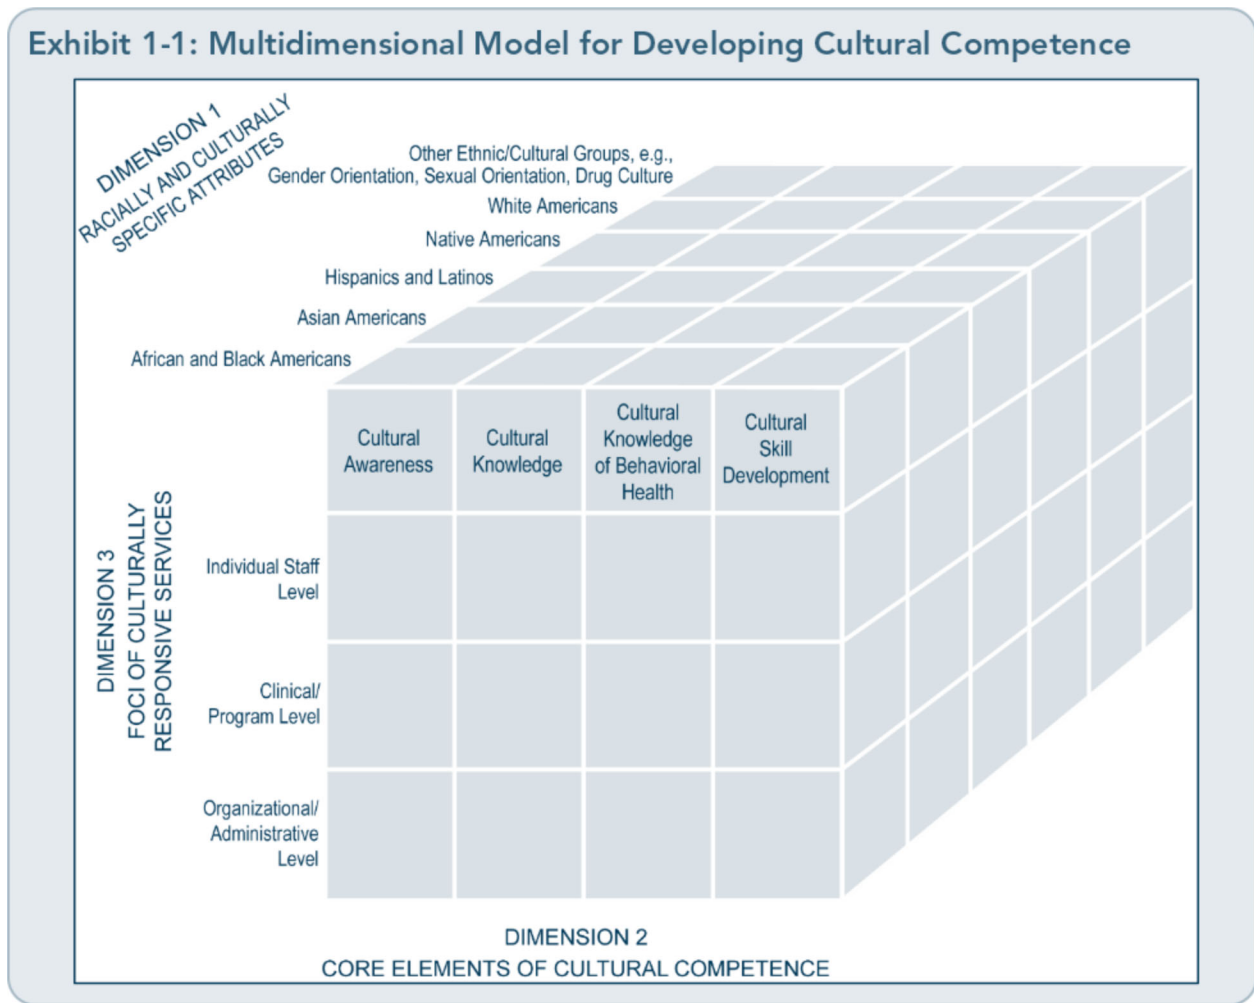 Exhibit 1-1: Multidimensional Model for Developing Cultural Competence
DIMENSION 1
RACIALLY AND CULTURALLY
SPECIFIC ATTRIBUTES
Other Ethnic/Cultural Groups, e.g.,
Gender Orientation, Sexual Orientation, Drug Culture
White Americans
Native Americans
Hispanics and Latinos
Asian Americans
African and Black Americans
Cultural
Awareness
Cultural
Knowledge
Cultural
Knowledge
of Behavioral
Health
Cultural
Skill
Development
DIMENSION 3
FOCI OF CULTURALLY
RESPONSIVE SERVICES
Individual Staff
Level
Clinical/
Program Level
Organizational/
Administrative
Level
DIMENSION 2
CORE ELEMENTS OF CULTURAL COMPETENCE